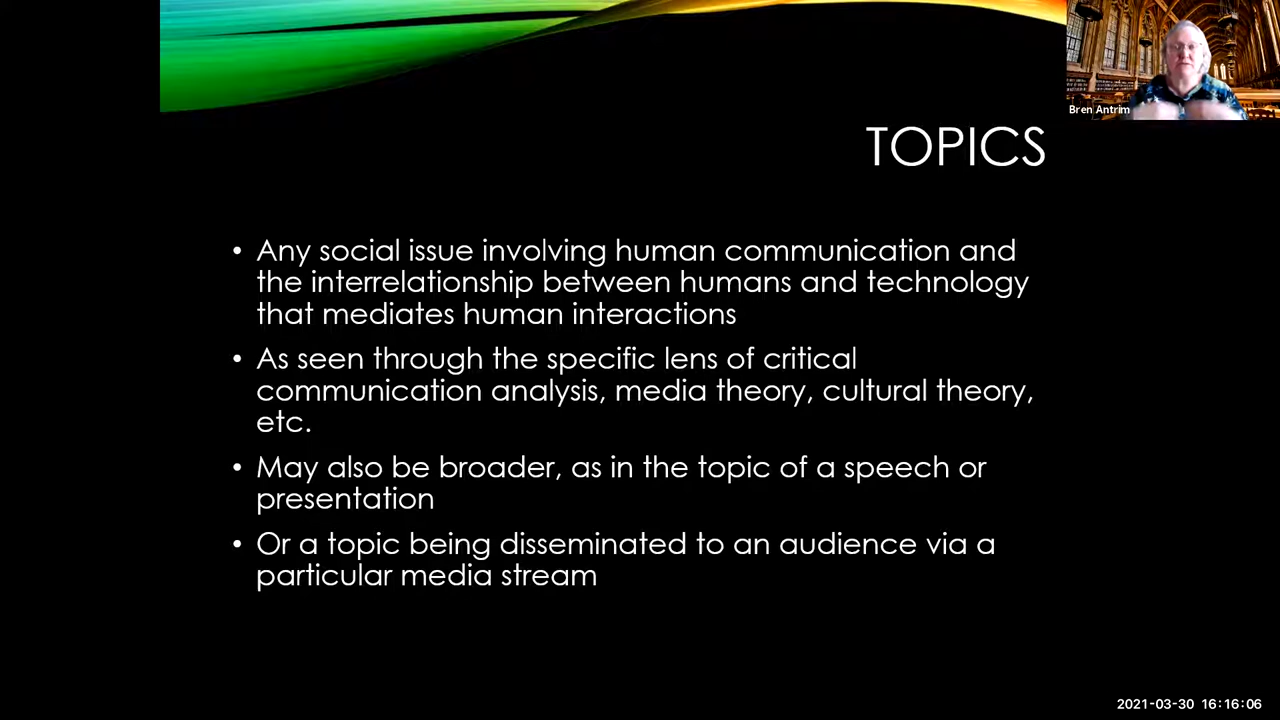 Bren Antrim
TOPICS
• Any social issue involving human communication and
the interrelationship between humans and technology
that mediates human interactions
• As seen through the specific lens of critical
communication analysis, media theory, cultural theory,
etc.
• May also be broader, as in the topic of a speech or
presentation
• Or a topic being disseminated to an audience via a
particular media stream
2021-03-30 16:16:06